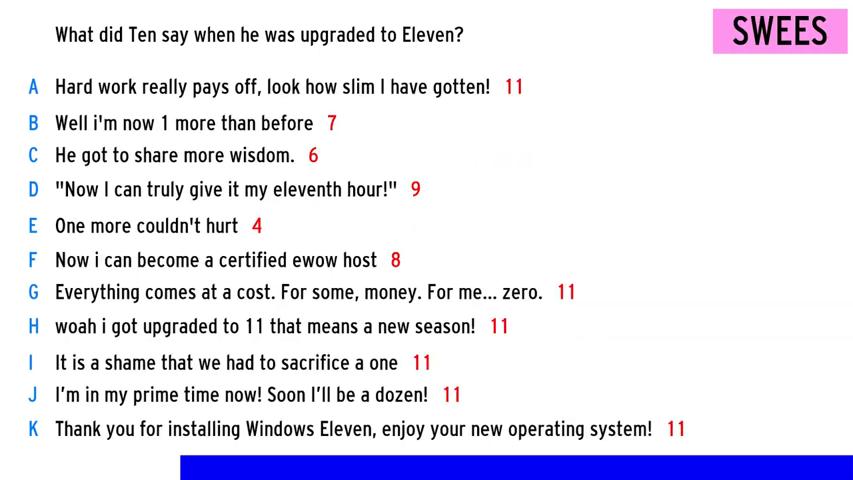 What did Ten say when he was upgraded to Eleven?
SWEES
A Hard work really pays off, look how slim I have gotten! 11
B Well i'm now 1 more than before 7
C He got to share more wisdom. 6
D "Now I can truly give it my eleventh hour!" 9
E One more couldn't hurt 4
F Now i can become a certified ewow host 8
G Everything comes at a cost. For some, money. For me... zero. 11
H woah i got upgraded to 11 that means a new season! 11
I It is a shame that we had to sacrifice a one 11
J I’m in my prime time now! Soon I’ll be a dozen! 11
K Thank you for installing Windows Eleven, enjoy your new operating system! 11